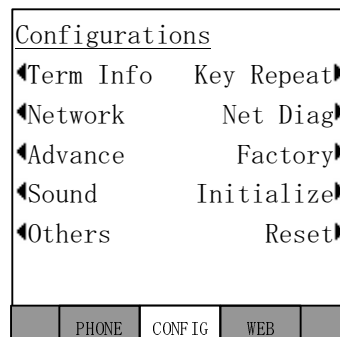 Configurations
Term Info Key Repeat
Network Net Diag
Advance Factory
Sound Initialize
Others Reset
PHONE CONFIG WEB